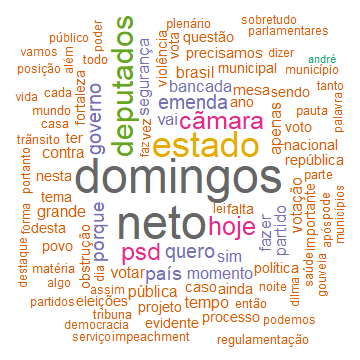 sobretudo
público plenário parlamentares
vamos questão dizer
posição além todo poder violência vota precisamos andré
deputados segurança brasil municipal município
vida cada fortaleza governo bancada mesa sendo tanto
mundo emenda ano pauta palavra
casa faz vez vai câmara apenas voto
trânsito ter estado nacional
portanto contra república
nesta domingos parte
tema votação importante
grande lei falta municípios
destaque forma desta porque neto hoje fazer partido após pode
povo obstrução psd quero sim saúde gouveia
matéria dia votar país momento política dilma
algo assim pública caso ainda noite
partidos eleições tempo então
tribuna projeto processo podemos
democracia evidente
serviço impeachment regulamentação